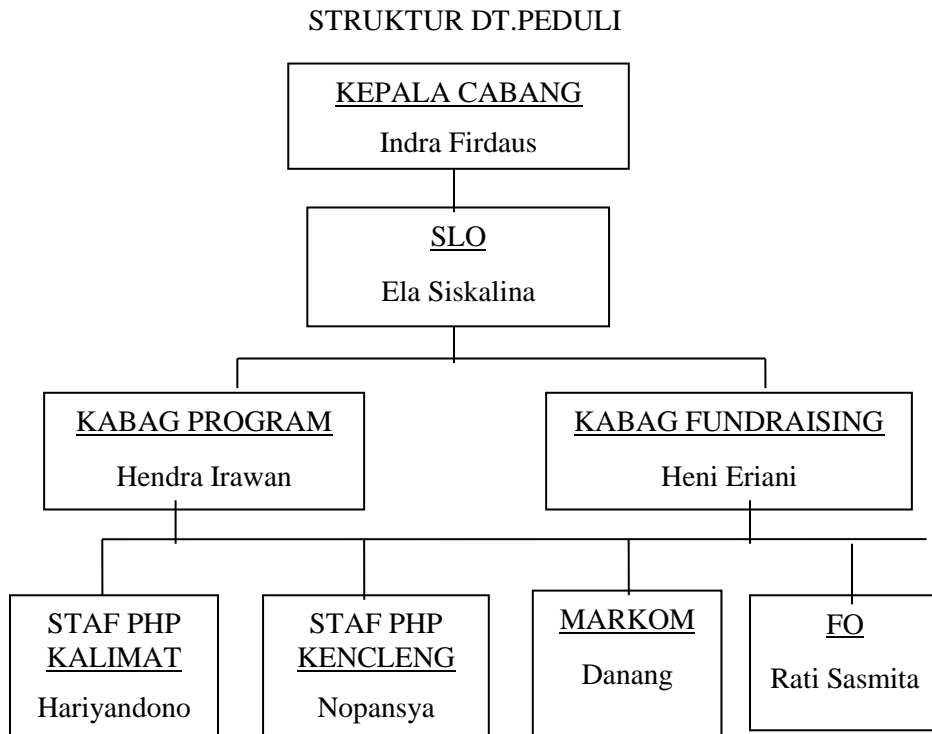 STRUKTUR DT.PEDULI
KEPALA CABANG
Indra Firdaus
SLO
Ela Siskalina
KABAG PROGRAM
Hendra Irawan
KABAG FUNDRAISING
Heni Eriani
STAF PHP
KALIMAT
Hariyandono
STAF PHP
KENCLENG
Nopansya
MARKOM
Danang
FO
Rati Sasmita